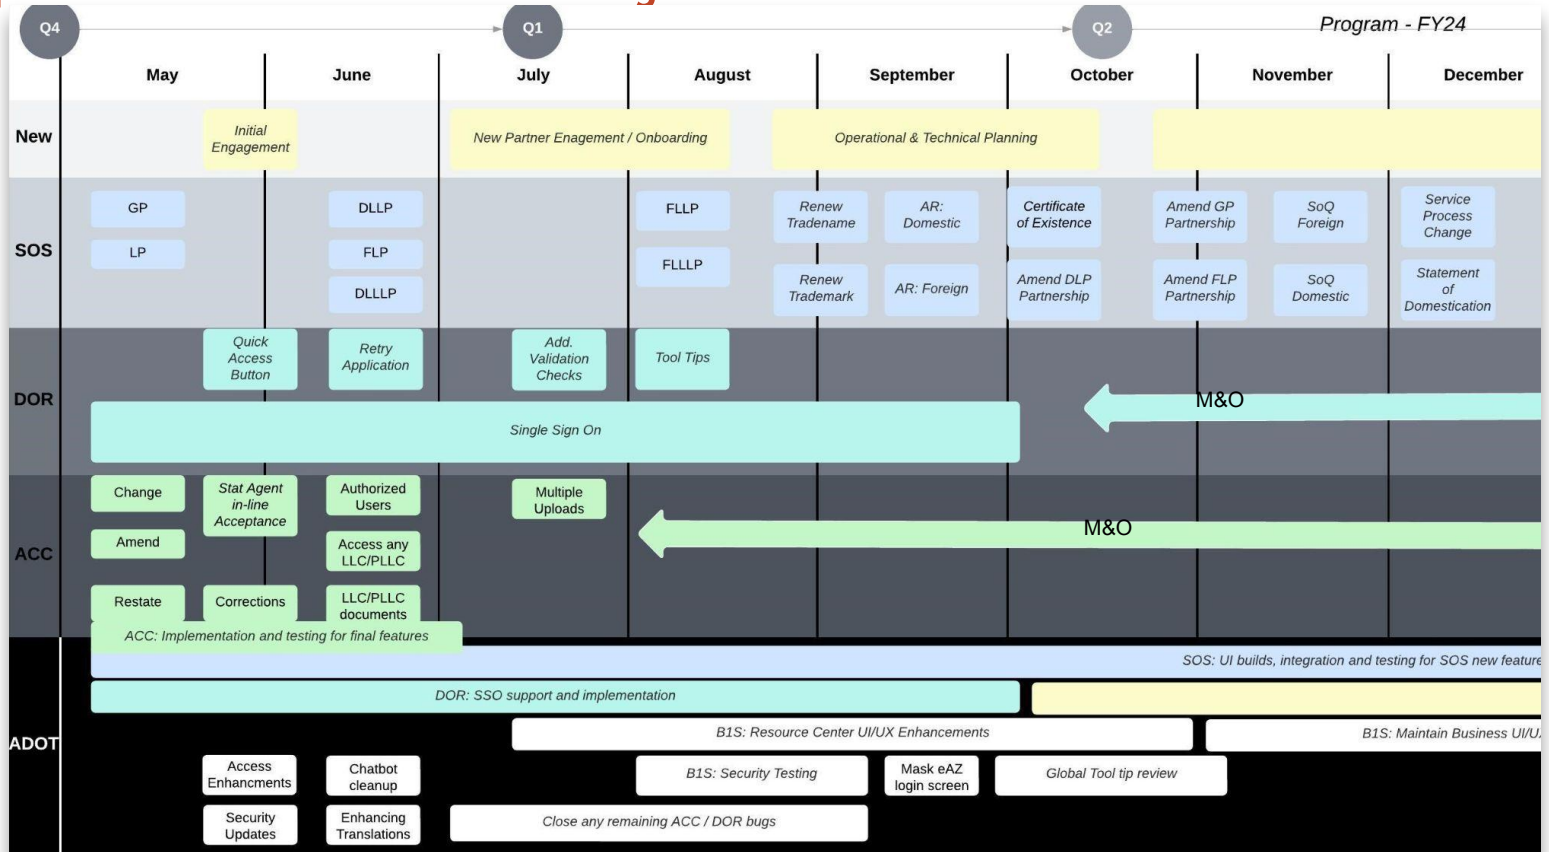 Q4
Q1
Q2
Program - FY24
May
June
July
August
September
October
November
December
New
Initial
Engagement
New Partner Enagement / Onboarding
Operational & Technical Planning
SOS
GP
LP
DLLP
FLP
DLLLP
FLLP
FLLLP
Renew
Tradename
Renew
Trademark
AR:
Domestic
AR: Foreign
Certificate
of Existence
Amend DLP
Partnership
Amend GP
Partnership
Amend FLP
Partnership
SoQ
Foreign
SoQ
Domestic
Service
Process
Change
Statement
of
Domestication
DOR
Quick
Access
Button
Retry
Application
Add.
Validation
Checks
Tool Tips
Single Sign On
M&O
ACC
Change
Amend
Restate
Stat Agent
in-line
Acceptance
Corrections
Authorized
Users
Access any
LLC/PLLC
LLC/PLLC
documents
Multiple
Uploads
M&O
ADOT
ACC: Implementation and testing for final features
SOS: UI builds, integration and testing for SOS new feature
DOR: SSO support and implementation
B1S: Resource Center UI/UX Enhancements
B1S: Maintain Business UI/U
Access
Enhancments
Chatbot
cleanup
B1S: Security Testing
Mask eAZ
login screen
Global Tool tip review
Security
Updates
Enhancing
Translations
Close any remaining ACC / DOR bugs